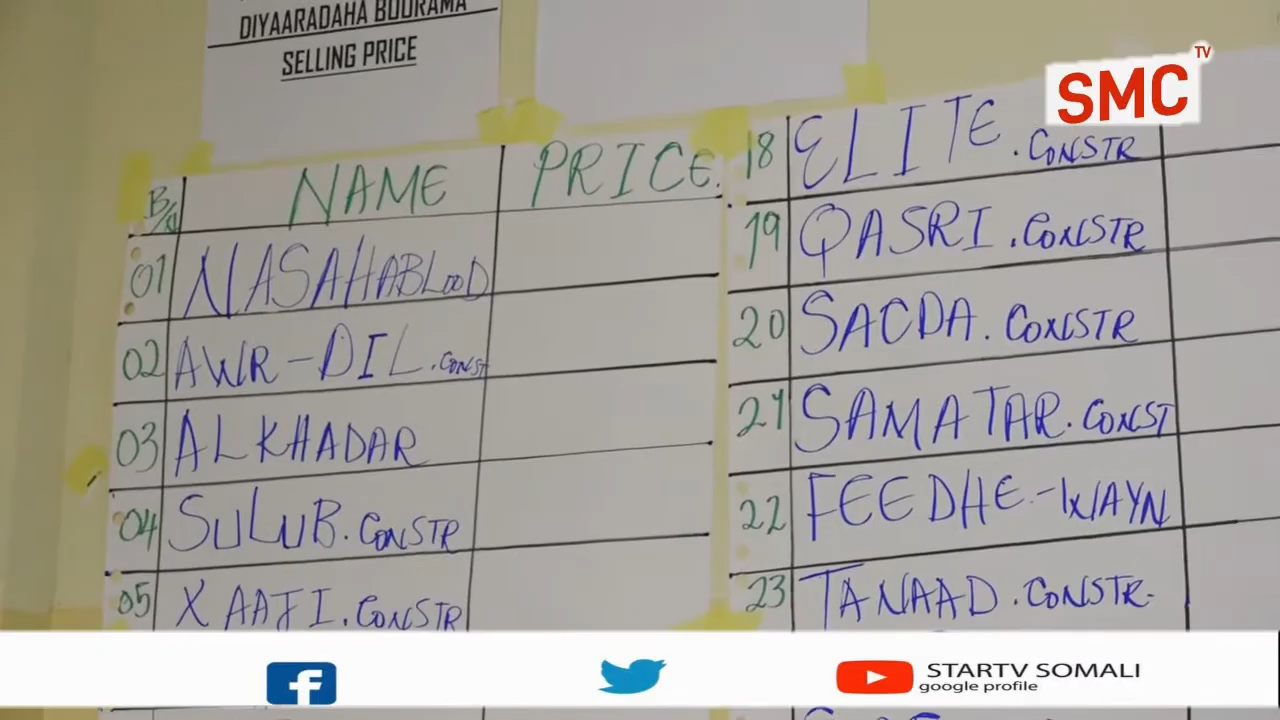 DIYAARADAHA BOORAMA
SELLING PRICE
SMC TV
B/N NAME PRICE.
01 NASAHABLOOD
02 AWR-DIL.CONST
03 ALKHADAR
04 SULUB.CONSTR
05 XAAJI.CONSTR
18 ELITE.CONSTR
19 QASRI.CONSTR
20 SACDA.CONSTR
21 SAMATAR.CONST
22 FEEDHE-WAYN
23 TANAAD.CONSTR-
STARTV SOMALI
google profile